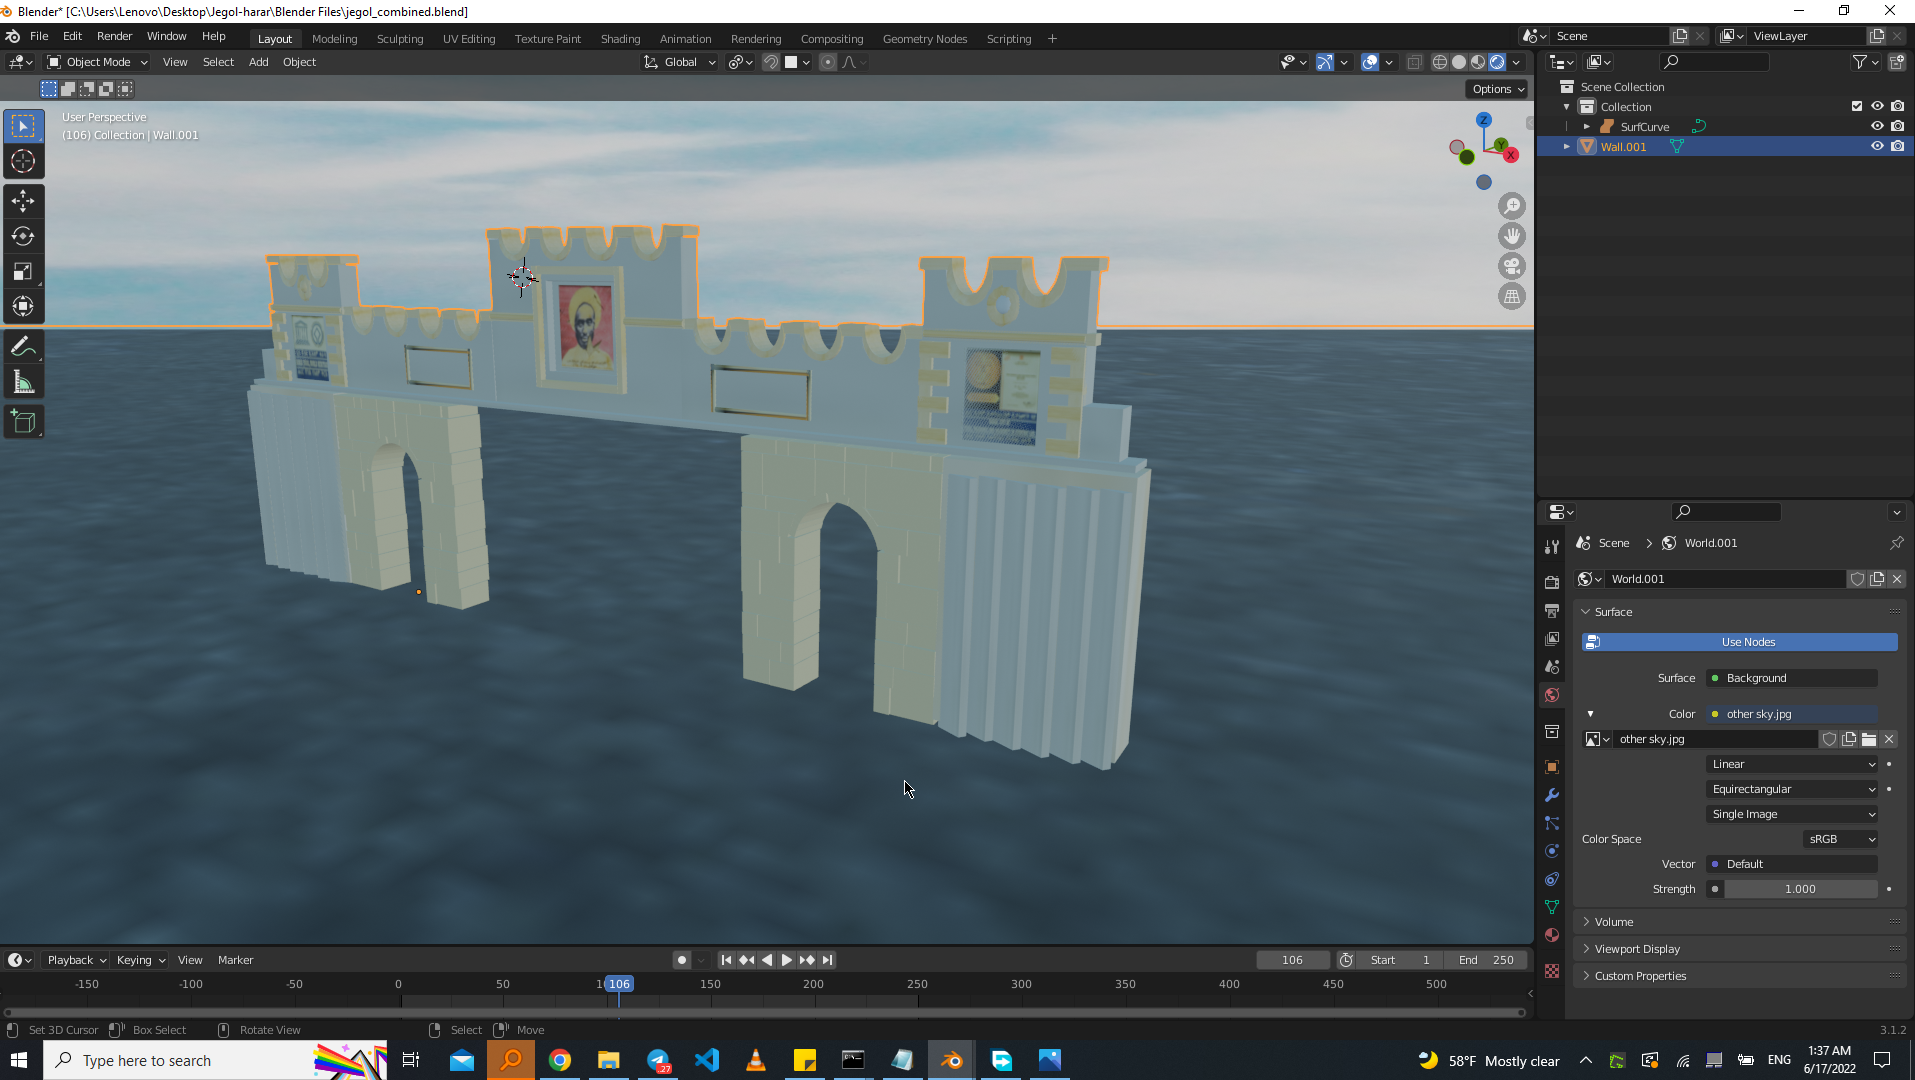 Blender* [C:\Users\Lenovo\Desktop\Jegol-harar\Blender Files\jegol_combined.blend]
File Edit Render Window Help
Layout Modeling Sculpting UV Editing Texture Paint Shading Animation Rendering Compositing Geometry Nodes Scripting
Scene ViewLayer
Object Mode View Select Add Object Global
Options
User Perspective
(106) Collection | Wall.001
Z
Y
X
Scene Collection
Collection
SurfCurve
Wall.001
Scene World.001
World.001
Surface
Use Nodes
Surface Background
Color other sky.jpg
other sky.jpg
Linear
Equirectangular
Single Image
Color Space sRGB
Vector Default
Strength 1.000
Volume
Viewport Display
Custom Properties
Playback Keying View Marker
106 Start 1 End 250
-150 -100 -50 0 50 106 150 200 250 300 350 400 450 500
Set 3D Cursor Box Select Rotate View Select Move
3.1.2
Type here to search
27
58°F Mostly clear
ENG
1:37 AM
6/17/2022